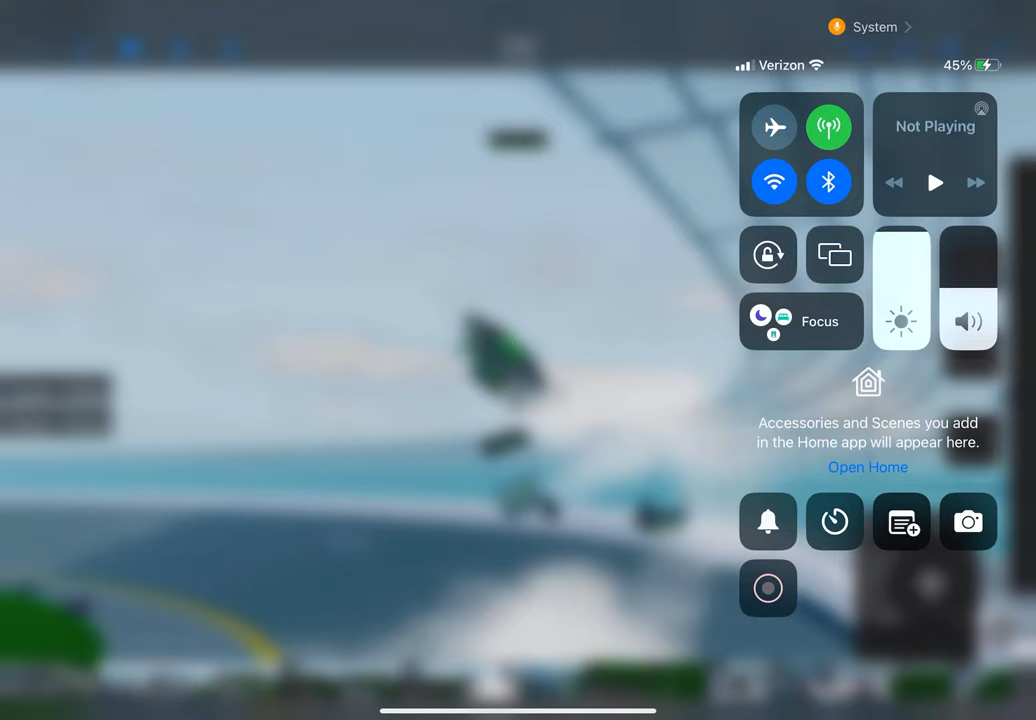 System
Verizon
45%
Not Playing
Focus
Accessories and Scenes you add
in the Home app will appear here.
Open Home